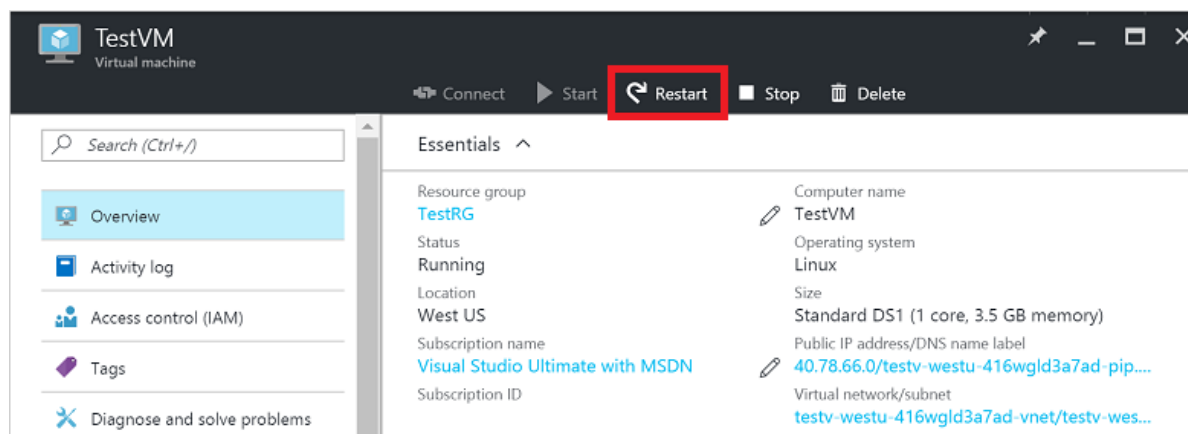 TestVM
Virtual machine
Connect Start Restart Stop Delete
Search (Ctrl+/)
Overview
Activity log
Access control (IAM)
Tags
Diagnose and solve problems
Essentials
Resource group
TestRG
Status
Running
Location
West US
Subscription name
Visual Studio Ultimate with MSDN
Subscription ID
Computer name
TestVM
Operating system
Linux
Size
Standard DS1 (1 core, 3.5 GB memory)
Public IP address/DNS name label
40.78.66.0/testv-westu-416wgld3a7ad-pip....
Virtual network/subnet
testv-westu-416wgld3a7ad-vnet/testv-wes...